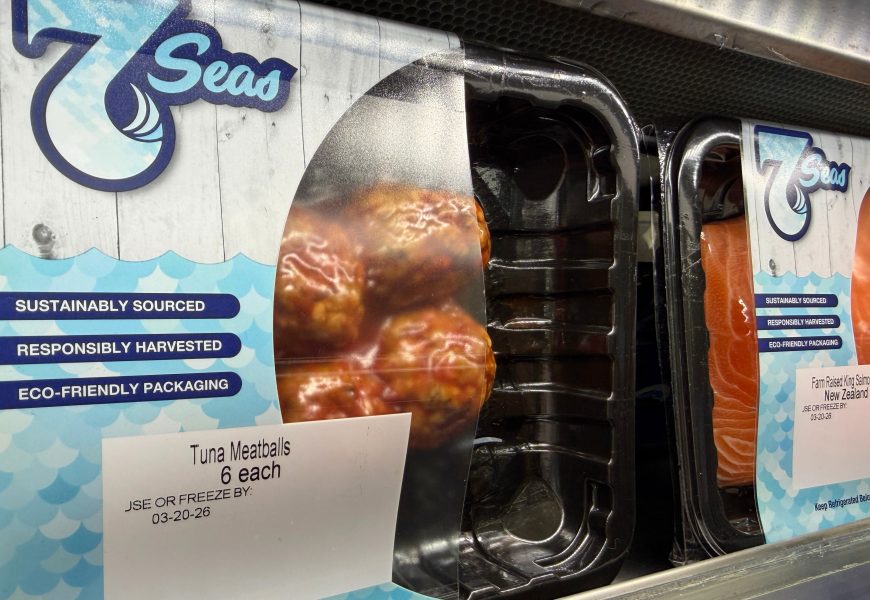 7 Seas
SUSTAINABLY SOURCED
RESPONSIBLY HARVESTED
ECO-FRIENDLY PACKAGING
Tuna Meatballs
6 each
JSE OR FREEZE BY:
03-20-26
7 Seas
SUSTAINABLY SOURCED
RESPONSIBLY HARVESTED
ECO-FRIENDLY PACKAGING
Farm Raised King Salmo
New Zealand
JSE OR FREEZE BY:
03-20-26
Keep Refrigerated Belo